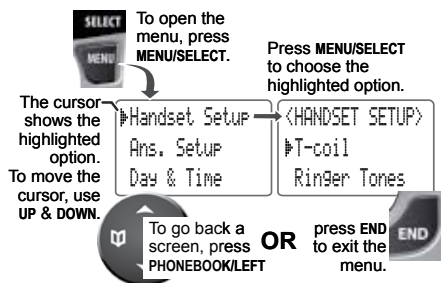 SELECT
MENU
To open the
menu, press
MENU/SELECT.
Press MENU/SELECT
to choose the
highlighted option.
The cursor
shows the
highlighted
option.
To move the
cursor, use
UP & DOWN.
Handset Setup
Ans. Setup
Day & Time
<HANDSET SETUP>
T-coil
Ringer Tones
To go back a
screen, press
PHONEBOOK/LEFT
OR
press END
to exit the
menu.
END